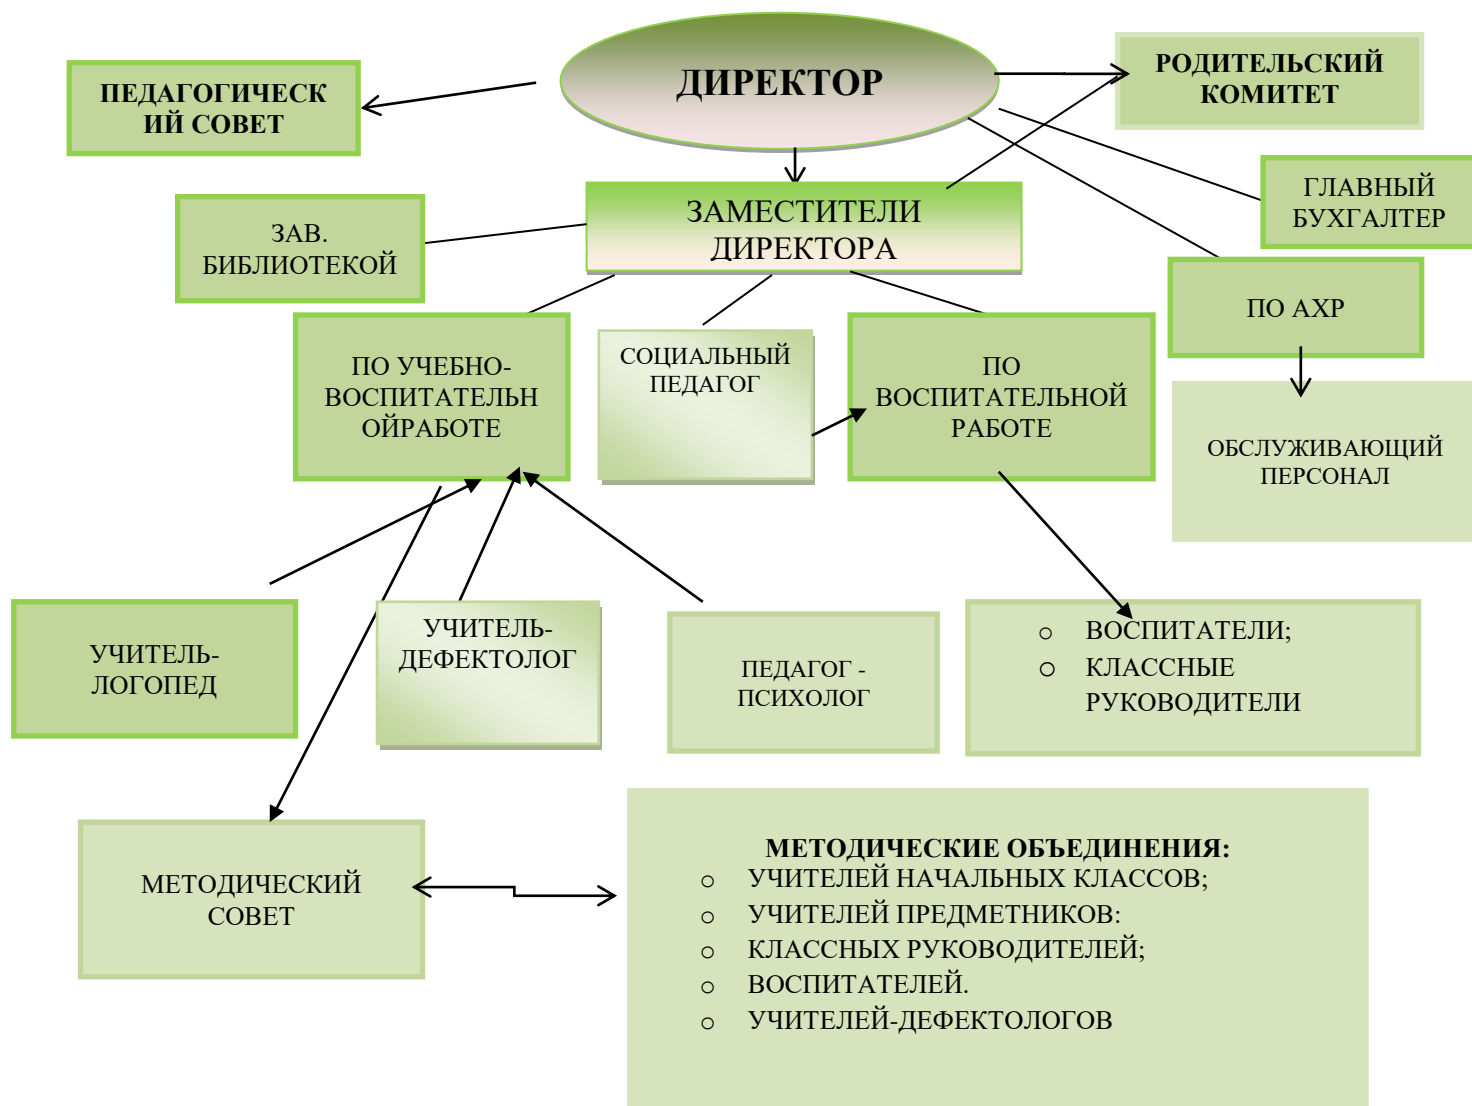 ДИРЕКТОР
ПЕДАГОГИЧЕСК
ИЙ СОВЕТ
РОДИТЕЛЬСКИЙ
КОМИТЕТ
ЗАМЕСТИТЕЛИ
ДИРЕКТОРА
ГЛАВНЫЙ
БУХГАЛТЕР
ЗАВ.
БИБЛИОТЕКОЙ
ПО АХР
ПО УЧЕБНО-
ВОСПИТАТЕЛЬН
ОЙРАБОТЕ
СОЦИАЛЬНЫЙ
ПЕДАГОГ
ПО
ВОСПИТАТЕЛЬНОЙ
РАБОТЕ
ОБСЛУЖИВАЮЩИЙ
ПЕРСОНАЛ
УЧИТЕЛЬ-
ЛОГОПЕД
УЧИТЕЛЬ-
ДЕФЕКТОЛОГ
ПЕДАГОГ -
ПСИХОЛОГ
o ВОСПИТАТЕЛИ;
o КЛАССНЫЕ
РУКОВОДИТЕЛИ
МЕТОДИЧЕСКИЙ
СОВЕТ
МЕТОДИЧЕСКИЕ ОБЪЕДИНЕНИЯ:
o УЧИТЕЛЕЙ НАЧАЛЬНЫХ КЛАССОВ;
o УЧИТЕЛЕЙ ПРЕДМЕТНИКОВ:
o КЛАССНЫХ РУКОВОДИТЕЛЕЙ;
o ВОСПИТАТЕЛЕЙ.
o УЧИТЕЛЕЙ-ДЕФЕКТОЛОГОВ